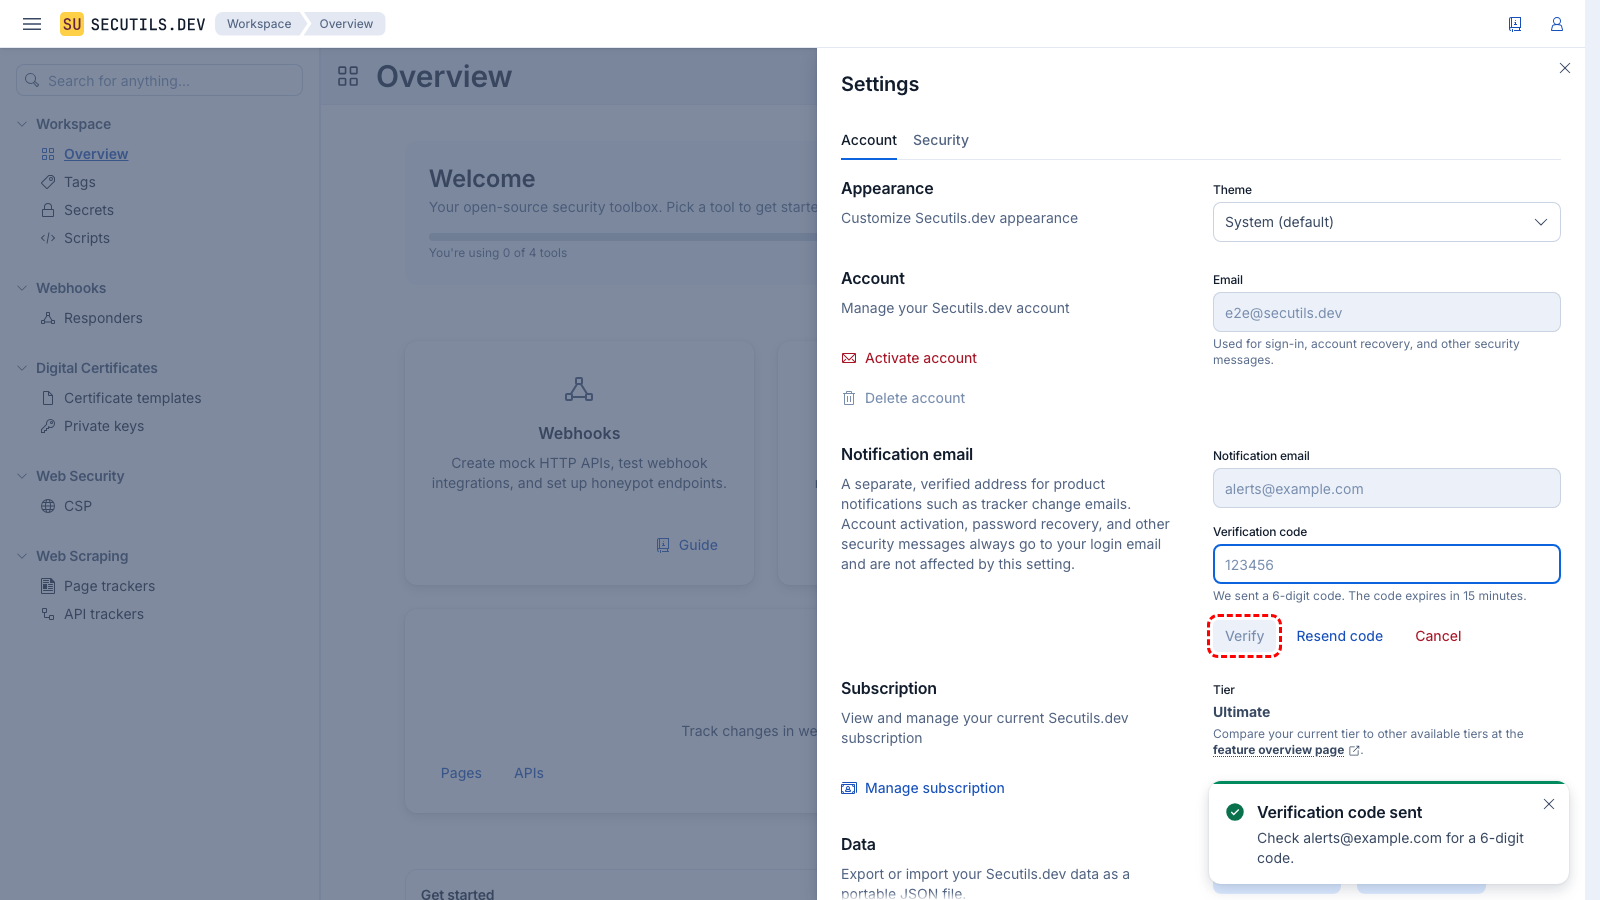 SU SECUTILS.DEV
Workspace
Overview
Search for anything...
Workspace
Overview
Tags
Secrets
Scripts
Webhooks
Responders
Digital Certificates
Certificate templates
Private keys
Web Security
CSP
Web Scraping
Page trackers
API trackers
Overview
Welcome
Your open-source security toolbox. Pick a tool to get starte
You're using 0 of 4 tools
Webhooks
Create mock HTTP APIs, test webhook
integrations, and set up honeypot endpoints.
Guide
Track changes in we
Pages
APIs
Get started
Settings
Account
Security
Appearance
Customize Secutils.dev appearance
Theme
System (default)
Account
Manage your Secutils.dev account
Activate account
Delete account
Email
e2e@secutils.dev
Used for sign-in, account recovery, and other security
messages.
Notification email
A separate, verified address for product
notifications such as tracker change emails.
Account activation, password recovery, and other
security messages always go to your login email
and are not affected by this setting.
Notification email
alerts@example.com
Verification code
123456
We sent a 6-digit code. The code expires in 15 minutes.
Verify
Resend code
Cancel
Subscription
View and manage your current Secutils.dev
subscription
Manage subscription
Tier
Ultimate
Compare your current tier to other available tiers at the
feature overview page.
Data
Export or import your Secutils.dev data as a
portable JSON file.
Verification code sent
Check alerts@example.com for a 6-digit
code.